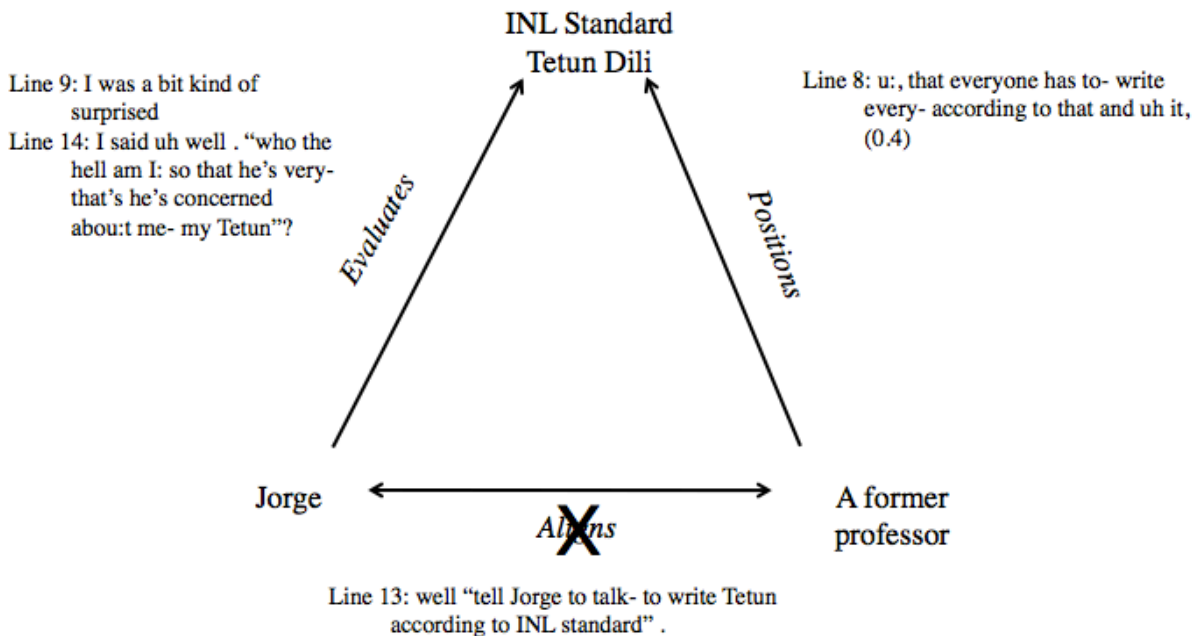 INL Standard
Tetun Dili
Line 9: I was a bit kind of
surprised
Line 14: I said uh well . “who the
hell am I: so that he’s very-
that’s he’s concerned
abou:t me- my Tetun”?
Line 8: u:, that everyone has to- write
every- according to that and uh it,
(0.4)
Evaluates
Positions
Jorge
A former
professor
Aligns
X
Line 13: well “tell Jorge to talk- to write Tetun
according to INL standard” .